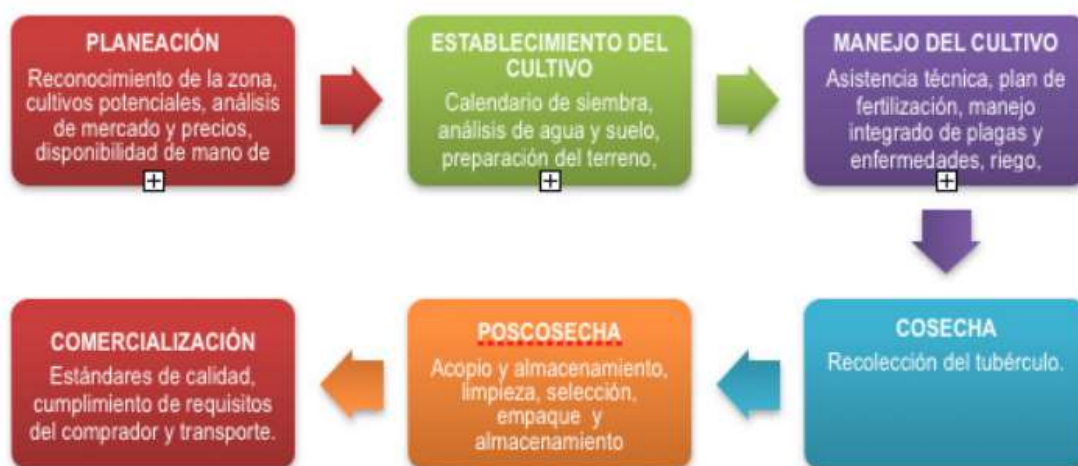 PLANEACIÓN
Reconocimiento de la zona,
cultivos potenciales, análisis
de mercado y precios,
disponibilidad de mano de
ESTABLECIMIENTO DEL
CULTIVO
Calendario de siembra,
análisis de agua y suelo,
preparación del terreno,
MANEJO DEL CULTIVO
Asistencia técnica, plan de
fertilización, manejo
integrado de plagas y
enfermedades, riego,
COSECHA
Recolección del tubérculo.
POSCOSECHA
Acopio y almacenamiento,
limpieza, selección,
empaque y
almacenamiento
COMERCIALIZACIÓN
Estándares de calidad,
cumplimiento de requisitos
del comprador y transporte.